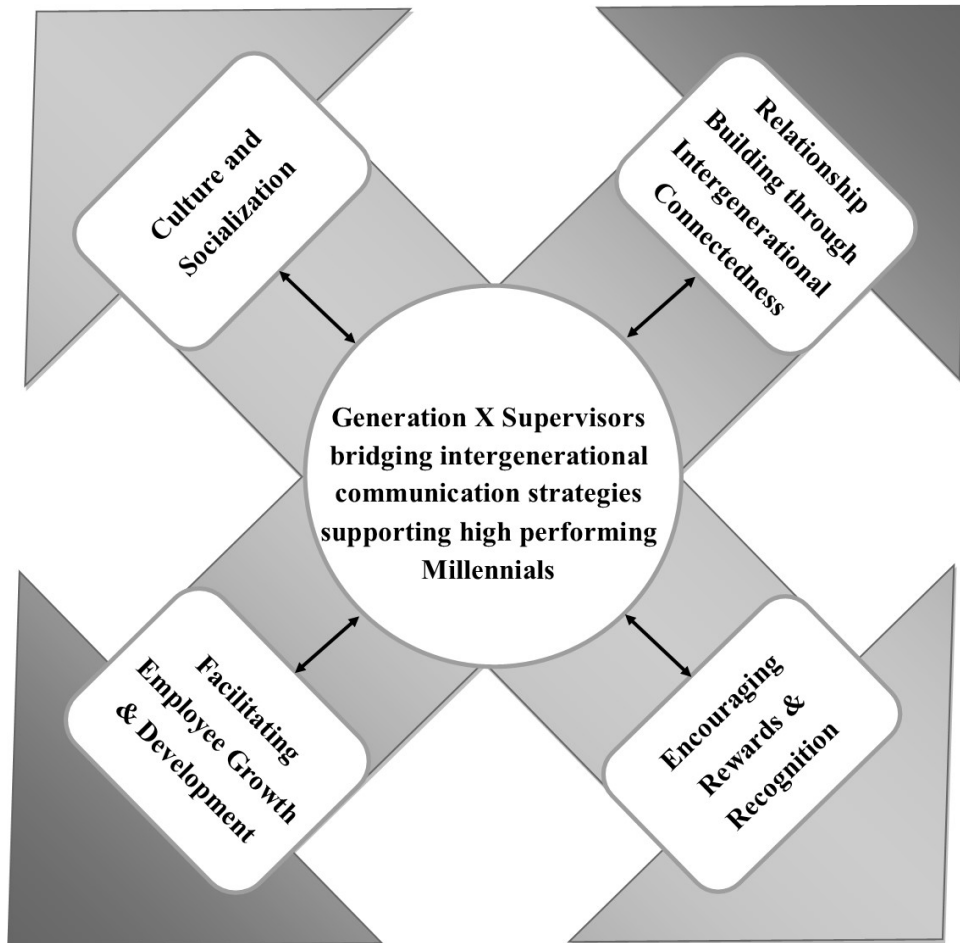 Culture and
Socialization
Relationship
Building through
Intergenerational
Connectedness
Generation X Supervisors
bridging intergenerational
communication strategies
supporting high performing
Millennials
Facilitating
Employee Growth
& Development
Encouraging
Rewards &
Recognition